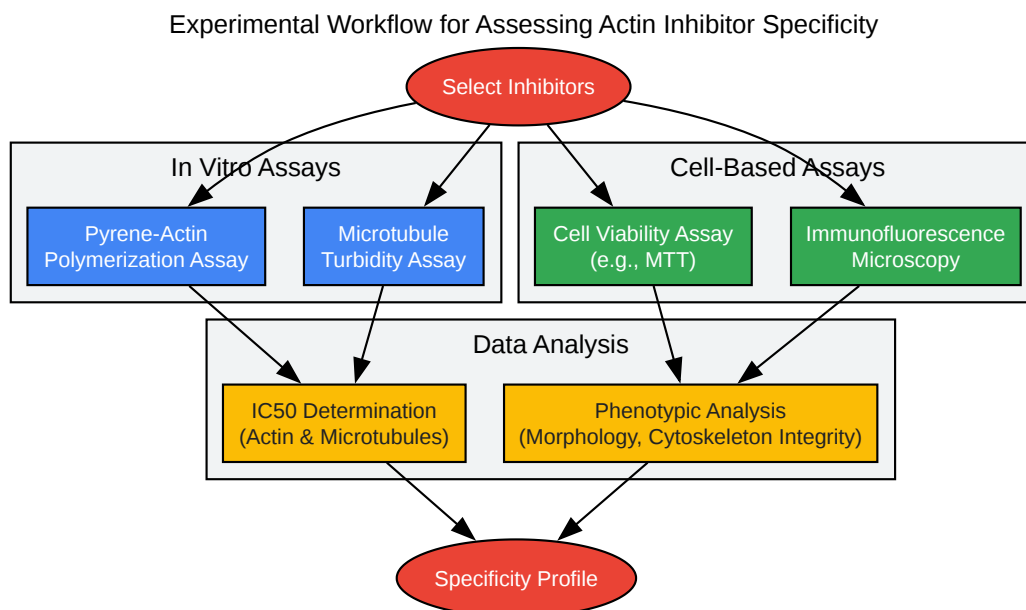 Experimental Workflow for Assessing Actin Inhibitor Specificity
Select Inhibitors
In Vitro Assays
Cell-Based Assays
Pyrene-Actin
Polymerization Assay
Microtubule
Turbidity Assay
Cell Viability Assay
(e.g., MTT)
Immunofluorescence
Microscopy
Data Analysis
IC50 Determination
(Actin & Microtubules)
Phenotypic Analysis
(Morphology, Cytoskeleton Integrity)
Specificity Profile